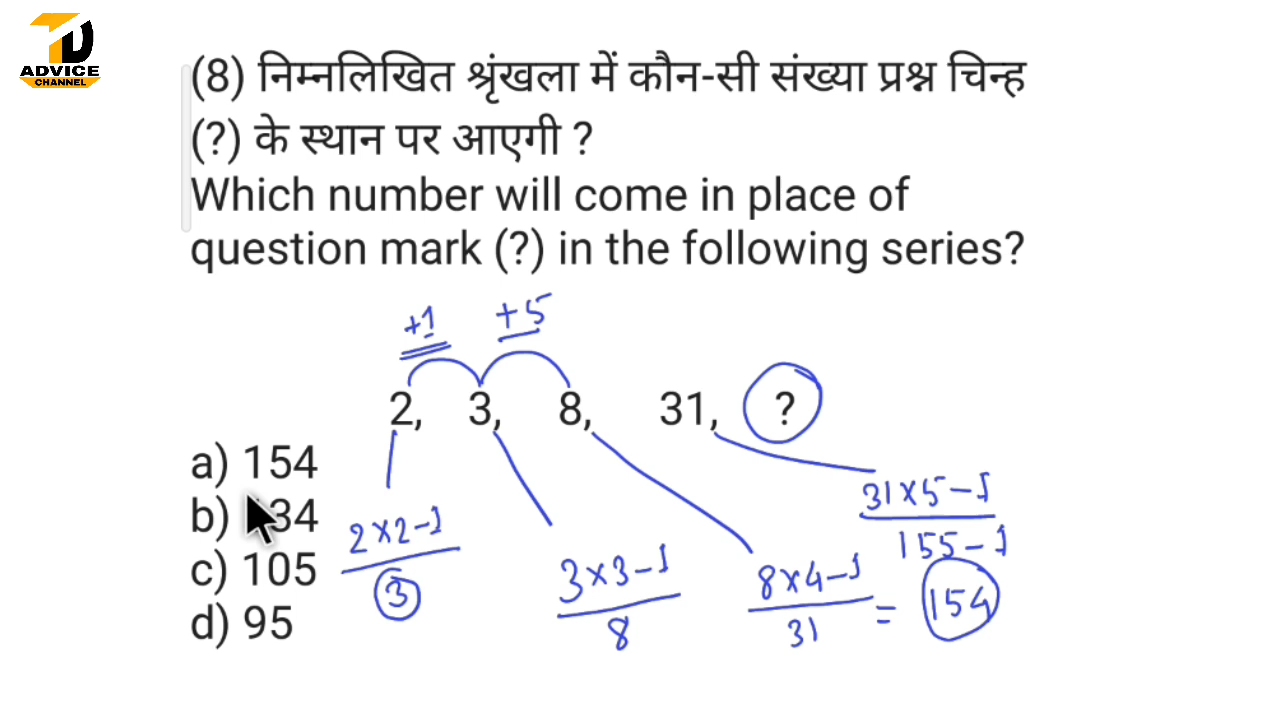 TD
ADVICE
CHANNEL
(8) निम्नलिखित श्रृंखला में कौन-सी संख्या प्रश्न चिन्ह
(?) के स्थान पर आएगी ?
Which number will come in place of
question mark (?) in the following series?
+1 +5
2, 3, 8, 31, ?
a) 154
b) 34
c) 105
d) 95
2×2-1
3
3×3-1
8
8×4-1
31
31×5-1
155-1
= 154